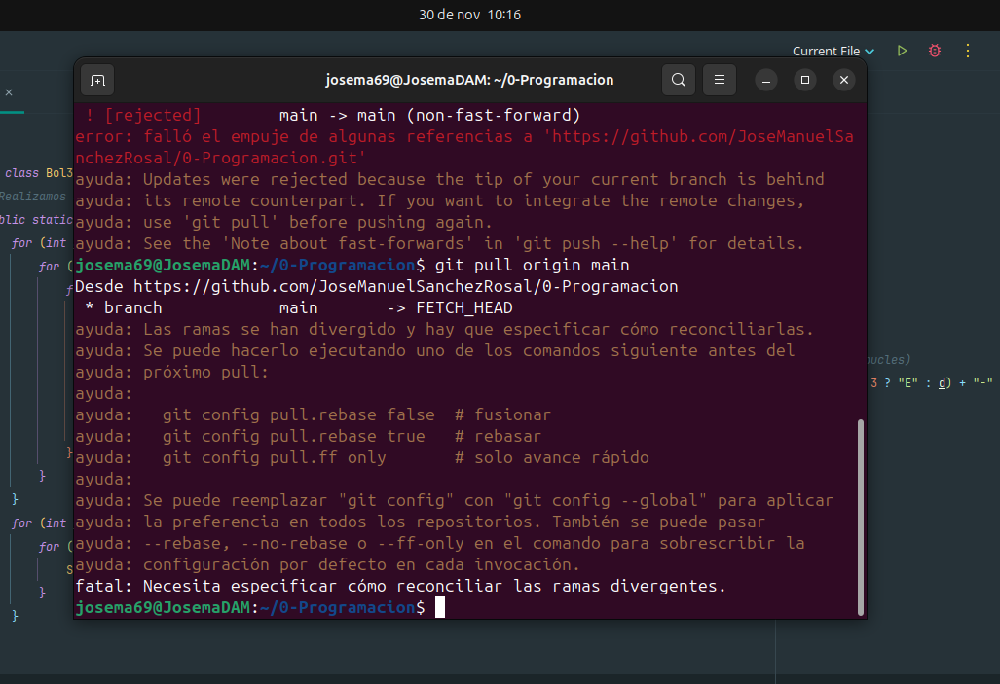 30 de nov 10:16
Current File
josema69@JosemaDAM: ~/0-Programacion
! [rejected]        main -> main (non-fast-forward)
error: falló el empuje de algunas referencias a 'https://github.com/JoseManuelSa
nchezRosal/0-Programacion.git'
ayuda: Updates were rejected because the tip of your current branch is behind
ayuda: its remote counterpart. If you want to integrate the remote changes,
ayuda: use 'git pull' before pushing again.
ayuda: See the 'Note about fast-forwards' in 'git push --help' for details.
josema69@JosemaDAM:~/0-Programacion$ git pull origin main
Desde https://github.com/JoseManuelSanchezRosal/0-Programacion
 * branch            main       -> FETCH_HEAD
ayuda: Las ramas se han divergido y hay que especificar cómo reconciliarlas.
ayuda: Se puede hacerlo ejecutando uno de los comandos siguiente antes del
ayuda: próximo pull:
ayuda:
ayuda:   git config pull.rebase false  # fusionar
ayuda:   git config pull.rebase true   # rebasar
ayuda:   git config pull.ff only       # solo avance rápido
ayuda:
ayuda: Se puede reemplazar "git config" con "git config --global" para aplicar
ayuda: la preferencia en todos los repositorios. También se puede pasar
ayuda: --rebase, --no-rebase o --ff-only en el comando para sobrescribir la
ayuda: configuración por defecto en cada invocación.
fatal: Necesita especificar cómo reconciliar las ramas divergentes.
josema69@JosemaDAM:~/0-Programacion$
class Bol3
Realizamos
blic static
for (int
for (
f
}
}
}
for (int
for (
S
}
}
oucles)
3 ? "E" : d) + "-"